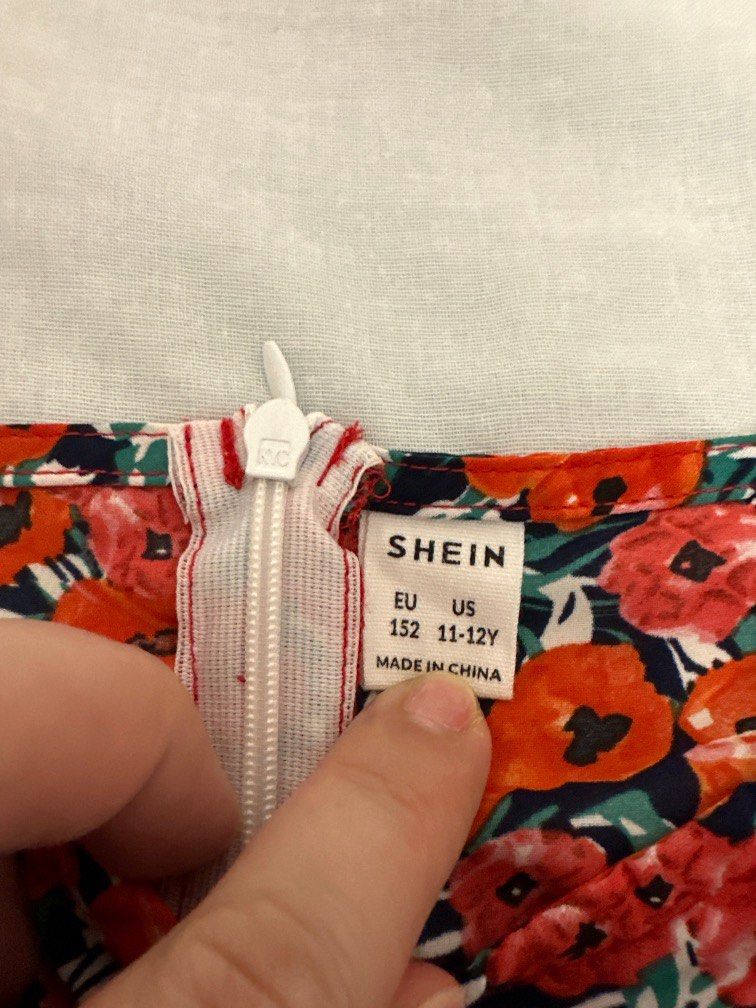 SHEIN
EU US
152 11-12Y
MADE IN CHINA